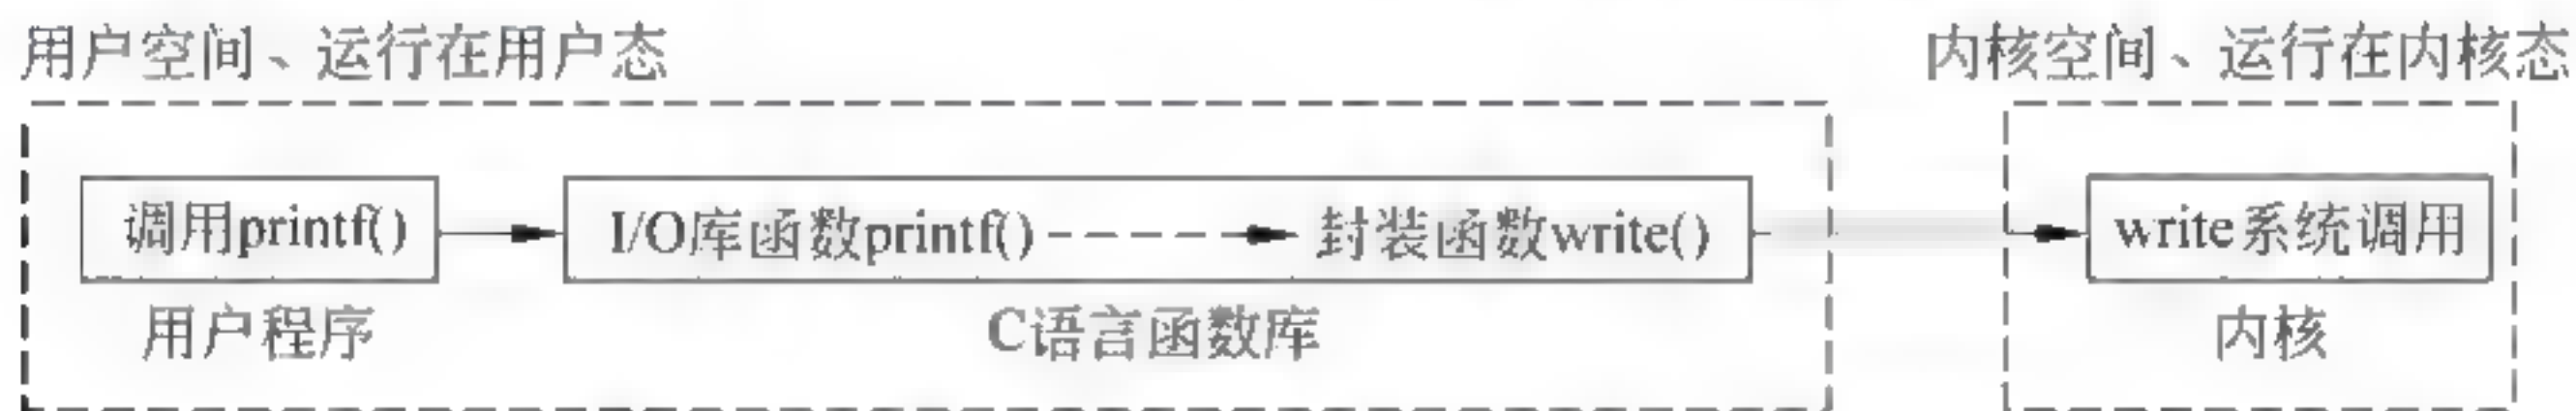 用户空间、运行在用户态
内核空间、运行在内核态
调用printf()
I/O库函数printf()
封装函数write()
write系统调用
用户程序
C语言函数库
内核